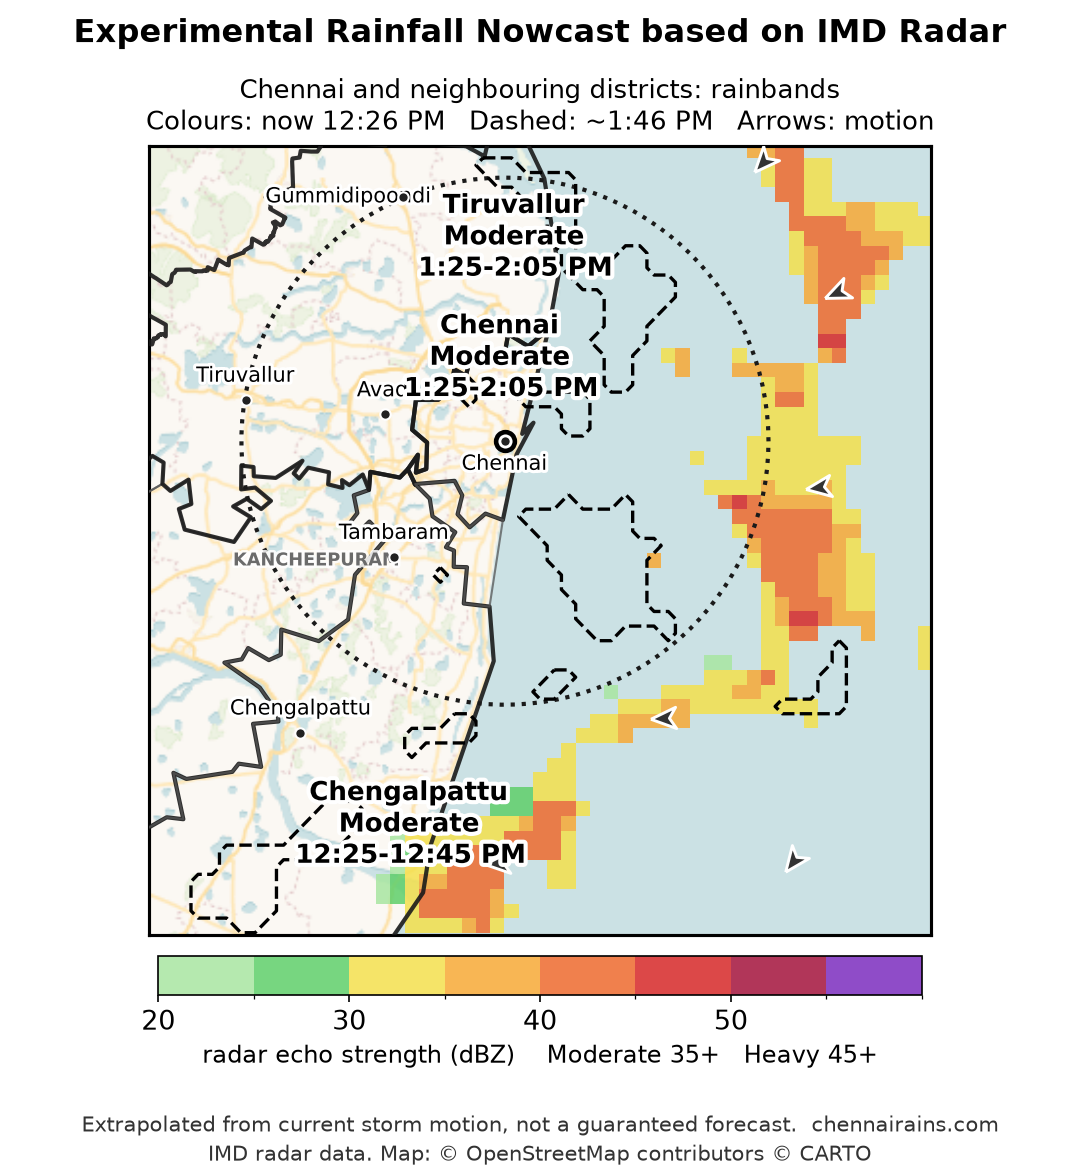 Experimental Rainfall Nowcast based on IMD Radar
Chennai and neighbouring districts: rainbands
Colours: now 12:26 PM Dashed: ~1:46 PM Arrows: motion
Gummidipoondi
Tiruvallur
Moderate
1:25-2:05 PM
Chennai
Moderate
1:25-2:05 PM
Tiruvallur
Avad
Chennai
Tambaram
KANCHEEPURAM
Chengalpattu
Chengalpattu
Moderate
12:25-12:45 PM
20 30 40 50
radar echo strength (dBZ) Moderate 35+ Heavy 45+
Extrapolated from current storm motion, not a guaranteed forecast. chennairains.com
IMD radar data. Map: © OpenStreetMap contributors © CARTO